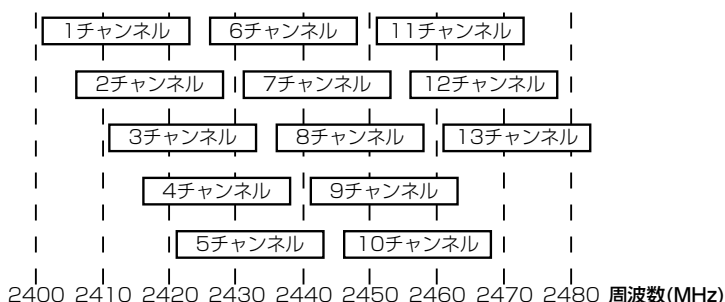 1チャンネル 6チャンネル 11チャンネル
2チャンネル 7チャンネル 12チャンネル
3チャンネル 8チャンネル 13チャンネル
4チャンネル 9チャンネル
5チャンネル 10チャンネル
2400 2410 2420 2430 2440 2450 2460 2470 2480 周波数(MHz)